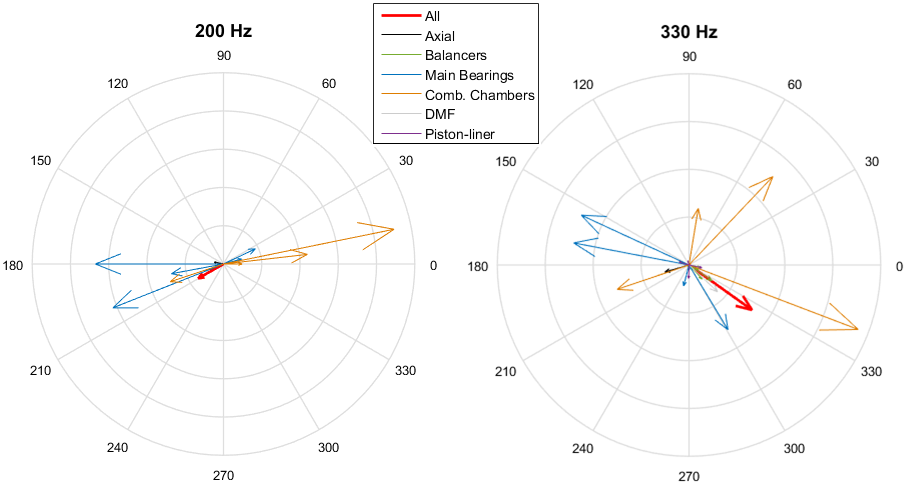 200 Hz
All
Axial
Balancers
Main Bearings
Comb. Chambers
DMF
Piston-liner
330 Hz
90
120
60
150
30
180
0
210
330
240
300
270
90
120
60
150
30
180
0
210
330
240
300
270